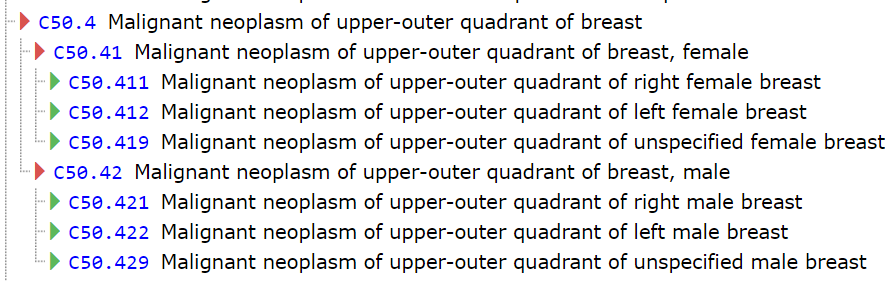 C50.4 Malignant neoplasm of upper-outer quadrant of breast
C50.41 Malignant neoplasm of upper-outer quadrant of breast, female
C50.411 Malignant neoplasm of upper-outer quadrant of right female breast
C50.412 Malignant neoplasm of upper-outer quadrant of left female breast
C50.419 Malignant neoplasm of upper-outer quadrant of unspecified female breast
C50.42 Malignant neoplasm of upper-outer quadrant of breast, male
C50.421 Malignant neoplasm of upper-outer quadrant of right male breast
C50.422 Malignant neoplasm of upper-outer quadrant of left male breast
C50.429 Malignant neoplasm of upper-outer quadrant of unspecified male breast